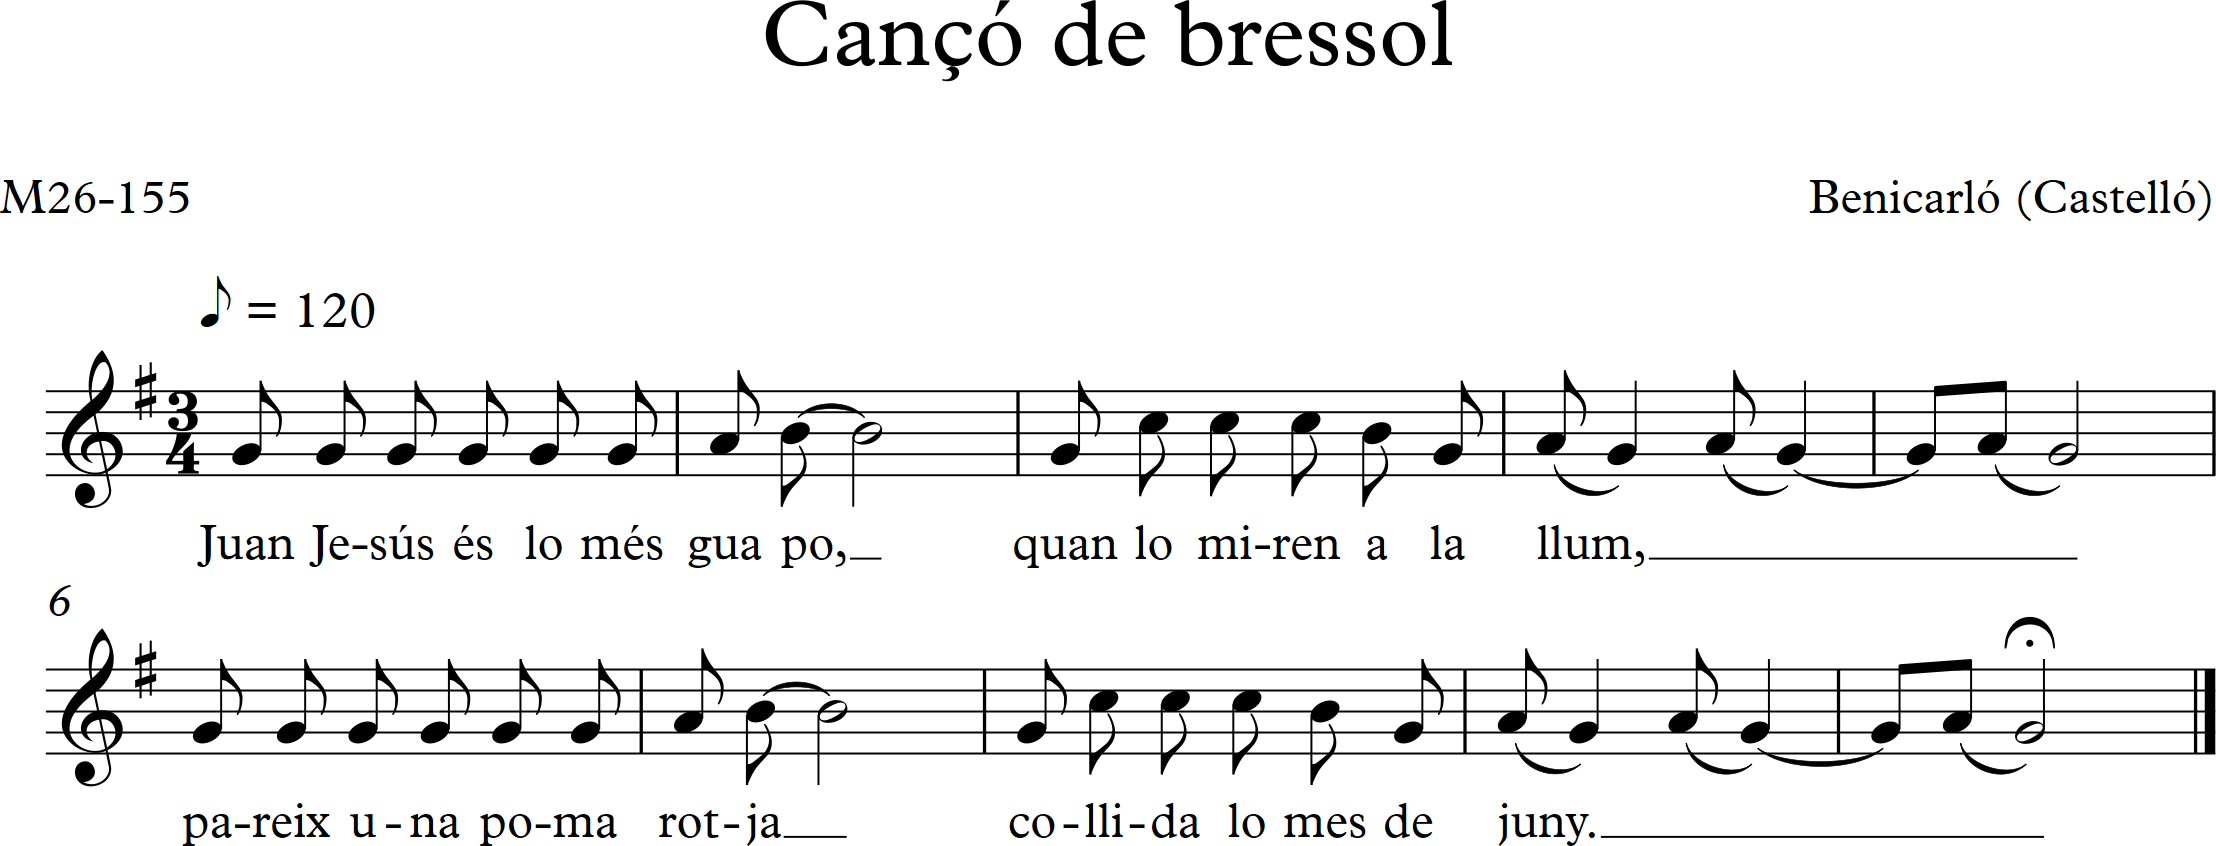 Cançó de bressol
M26-155 Benicarló (Castelló)
♪ = 120
3
4
Juan Je-sús és lo més gua po, quan lo mi-ren a la llum,
6
pa-reix u-na po-ma rot-ja co-lli-da lo mes de juny.